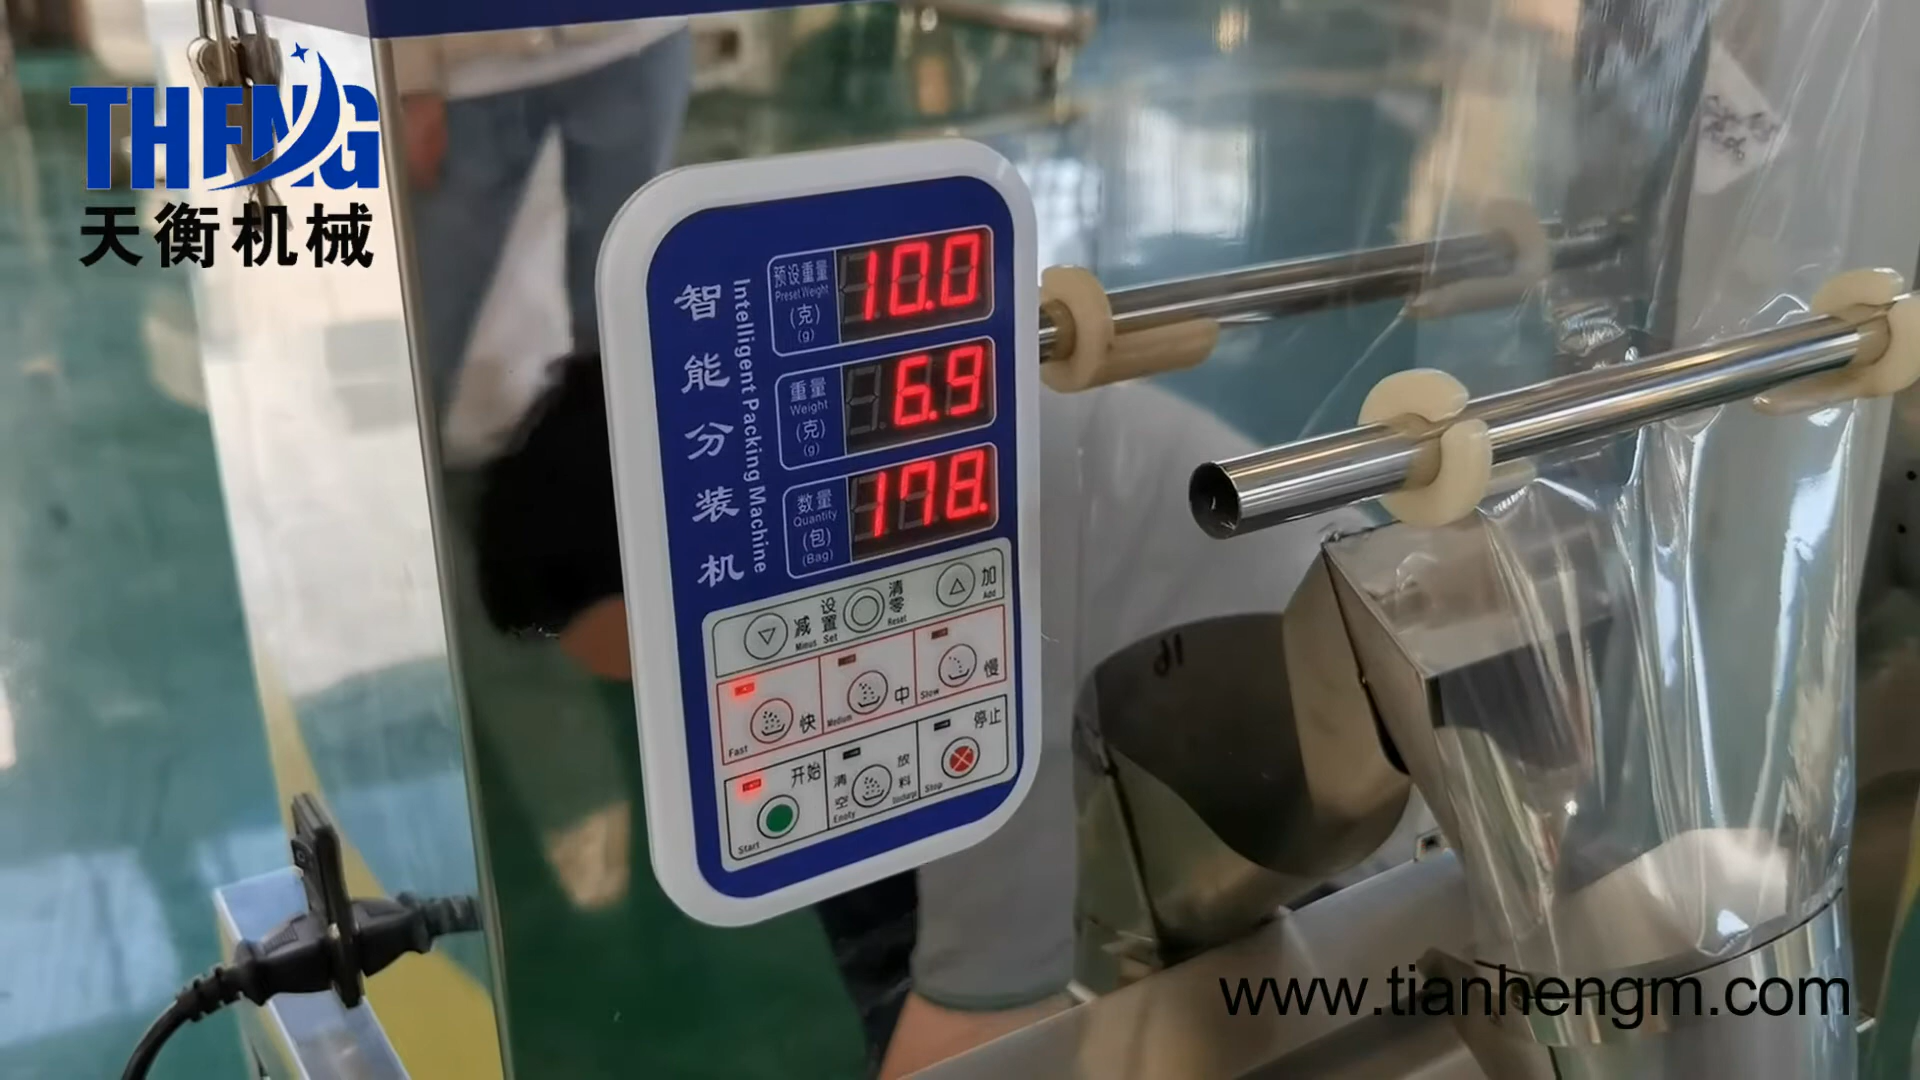 THENG
天衡机械
智能分装机
Intelligent Packing Machine
预设重量
Preset Weight
(克)
(g)
10.0
重量
Weight
(克)
(g)
6.9
数量
Quantity
(包)
(Bag)
178.
减
Minus
设置
Set
清零
Reset
加
Add
快
Fast
中
Medium
慢
Slow
开始
Start
清空
Enoty
放料
Discharge
停止
Stop
www.tianhengm.com